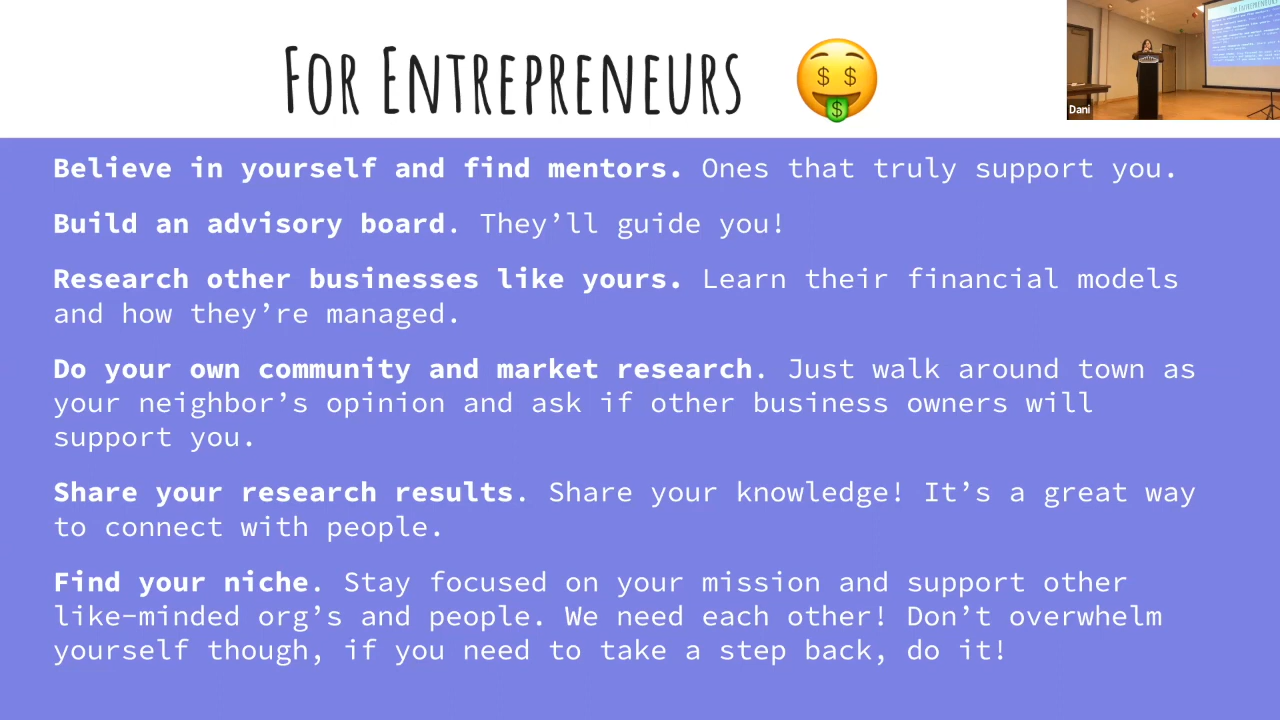 For Entrepreneurs
Believe in yourself and find mentors. Ones that truly support you.
Build an advisory board. They’ll guide you!
Research other businesses like yours. Learn their financial models
and how they’re managed.
Do your own community and market research. Just walk around town as
your neighbor’s opinion and ask if other business owners will
support you.
Share your research results. Share your knowledge! It’s a great way
to connect with people.
Find your niche. Stay focused on your mission and support other
like-minded org’s and people. We need each other! Don’t overwhelm
yourself though, if you need to take a step back, do it!
Dani
For Entrepreneurs